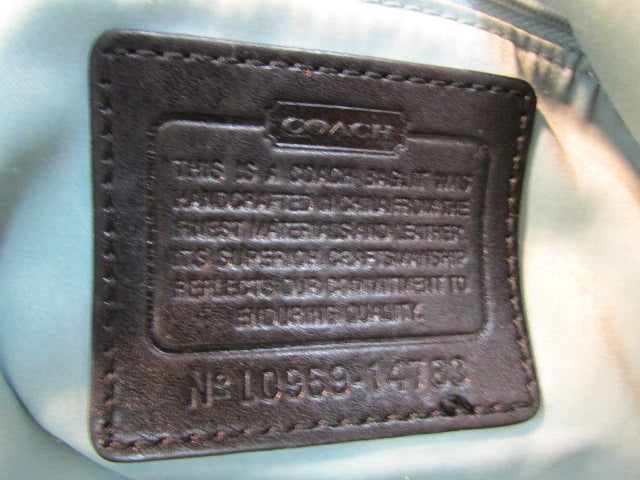 COACH
THIS IS A COACH BAG. IT WAS
HANDCRAFTED IN CHINA FROM THE
FINEST MATERIALS AND LEATHER.
ITS SUPERIOR CRAFTSMANSHIP
REFLECTS OUR COMMITMENT TO
ENDURING QUALITY.
No 10969-14783